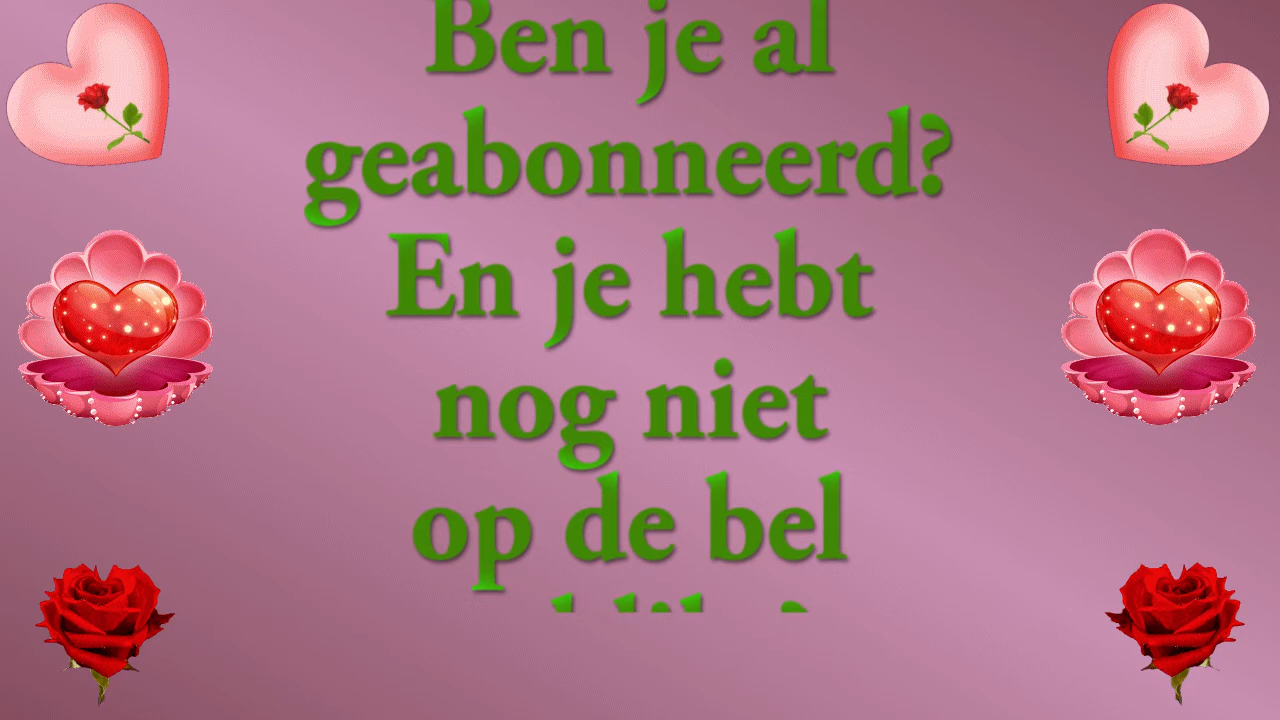 Ben je al
geabonneerd?
En je hebt
nog niet
op de bel